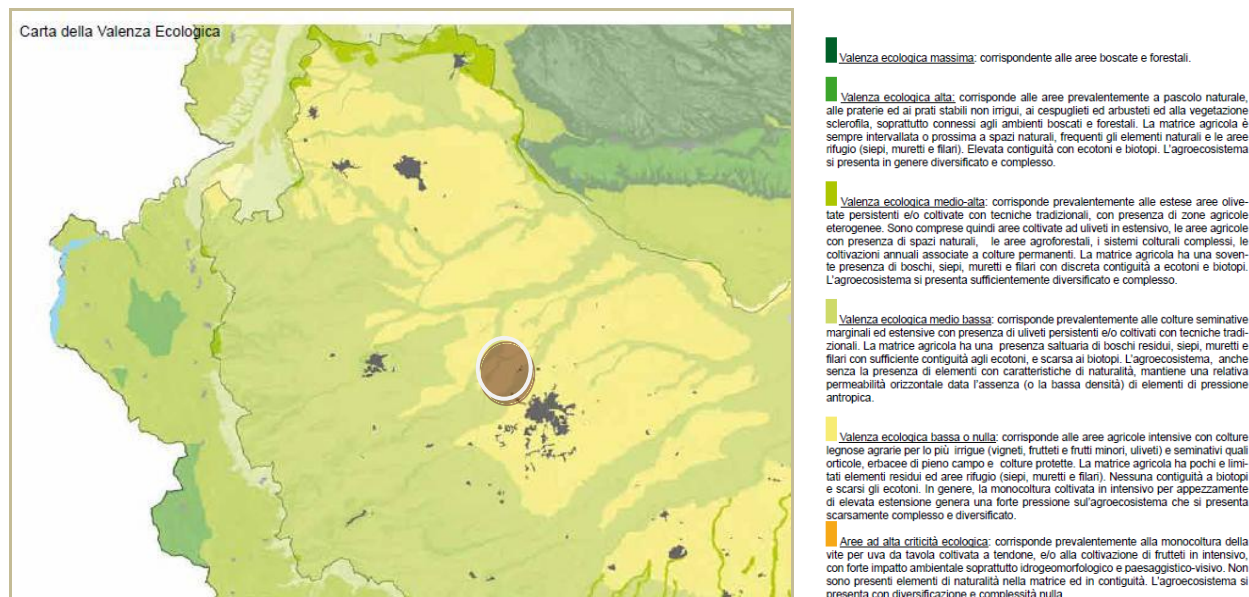 Carta della Valenza Ecologica
Valenza ecologica massima: corrispondente alle aree boscate e forestali.
Valenza ecologica alta: corrisponde alle aree prevalentemente a pascolo naturale,
alle praterie ed ai prati stabili non irrigui, ai cespuglieti ed arbusteti ed alla vegetazione
sclerofila, soprattutto connessi agli ambienti boscati e forestali. La matrice agricola è
sempre intervallata o prossima a spazi naturali, frequenti gli elementi naturali e le aree
rifugio (siepi, muretti e filari). Elevata contiguità con ecotoni e biotopi. L'agroecosistema
si presenta in genere diversificato e complesso.
Valenza ecologica medio-alta: corrisponde prevalentemente alle estese aree olive-
tate persistenti e/o coltivate con tecniche tradizionali, con presenza di zone agricole
eterogenee. Sono comprese quindi aree coltivate ad uliveti in estensivo, le aree agricole
con presenza di spazi naturali, le aree agroforestali, i sistemi colturali complessi, le
coltivazioni annuali associate a colture permanenti. La matrice agricola ha una soven-
te presenza di boschi, siepi, muretti e filari con discreta contiguità a ecotoni e biotopi.
L'agroecosistema si presenta sufficientemente diversificato e complesso.
Valenza ecologica medio bassa: corrisponde prevalentemente alle colture seminative
marginali ed estensive con presenza di uliveti persistenti e/o coltivati con tecniche tradi-
zionali. La matrice agricola ha una presenza saltuaria di boschi residui, siepi, muretti e
filari con sufficiente contiguità agli ecotoni, e scarsa ai biotopi. L'agroecosistema, anche
senza la presenza di elementi con caratteristiche di naturalità, mantiene una relativa
permeabilità orizzontale data l'assenza (o la bassa densità) di elementi di pressione
antropica.
Valenza ecologica bassa o nulla: corrisponde alle aree agricole intensive con colture
legnose agrarie per lo più irrigue (vigneti, frutteti e frutti minori, uliveti) e seminativi quali
orticole, erbacee di pieno campo e colture protette. La matrice agricola ha pochi e limi-
tati elementi residui ed aree rifugio (siepi, muretti e filari). Nessuna contiguità a biotopi
e scarsi gli ecotoni. In genere, la monocoltura coltivata in intensivo per appezzamenti
di elevata estensione genera una forte pressione sull'agroecosistema che si presenta
scarsamente complesso e diversificato.
Aree ad alta criticità ecologica: corrisponde prevalentemente alla monocoltura della
vite per uva da tavola coltivata a tendone, e/o alla coltivazione di frutteti in intensivo,
con forte impatto ambientale soprattutto idrogeomorfologico e paesaggistico-visivo. Non
sono presenti elementi di naturalità nella matrice ed in contiguità. L'agroecosistema si
presenta con diversificazione e complessità nulla.